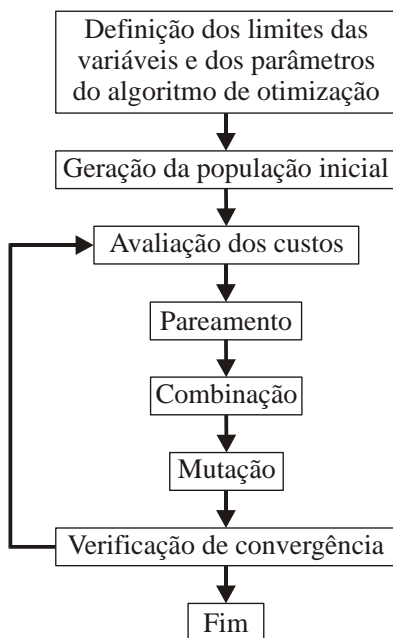 Definição dos limites das
variáveis e dos parâmetros
do algoritmo de otimização
Geração da população inicial
Avaliação dos custos
Pareamento
Combinação
Mutação
Verificação de convergência
Fim